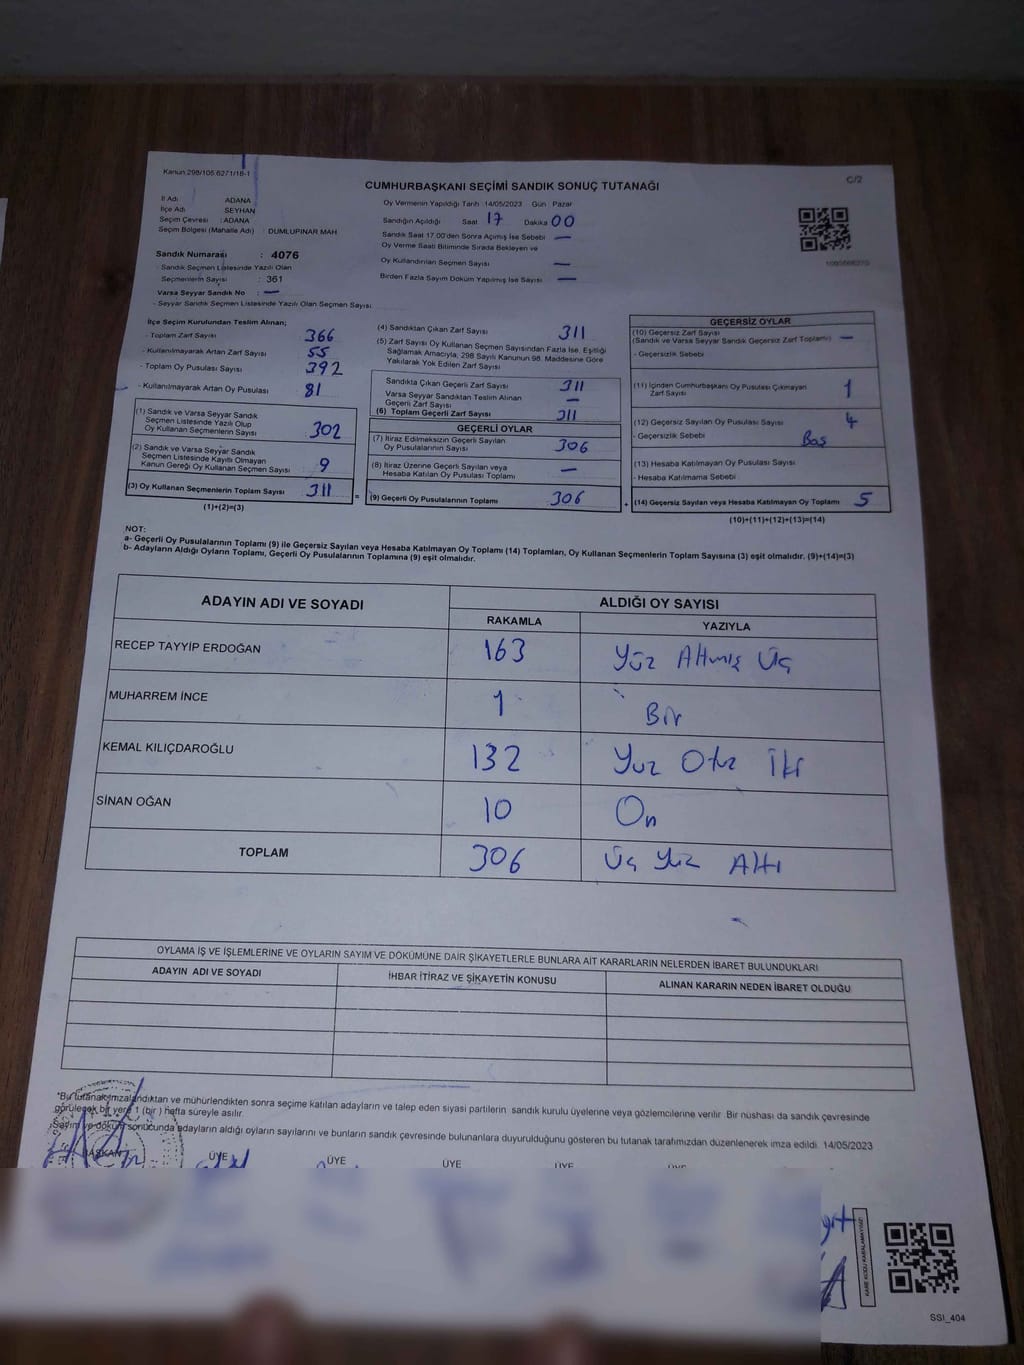 Kanun 298/105 6271/18-1
C/2
CUMHURBAŞKANI SEÇİMİ SANDIK SONUÇ TUTANAĞI
İl Adı : ADANA
İlçe Adı SEYHAN
Seçim Çevresi : ADANA
Seçim Bölgesi (Mahalle Adı) : DUMLUPINAR MAH
Sandık Numarası : 4076
Sandık Seçmen Listesinde Yazılı Olan
Seçmenlerin Sayısı : 361
Varsa Seyyar Sandık No : —
- Seyyar Sandık Seçmen Listesinde Yazılı Olan Seçmen Sayısı
Oy Vermenin Yapıldığı Tarih 14/05/2023 Gün Pazar
Sandığın Açıldığı Saat 17 Dakika 00
Sandık Saat 17.00'den Sonra Açımış İse Sebebi —
Oy Verme Saati Bitiminde Sırada Bekleyen ve
Oy Kullandırılan Seçmen Sayısı —
Birden Fazla Sayım Döküm Yapılmış İse Sayısı —
İlçe Seçim Kurulundan Teslim Alınan;
- Toplam Zarf Sayısı 366
- Kullanılmayarak Artan Zarf Sayısı 55
- Toplam Oy Pusulası Sayısı 392
- Kullanılmayarak Artan Oy Pusulası 81
(1) Sandık ve Varsa Seyyar Sandık
Seçmen Listesinde Yazılı Olup
Oy Kullanan Seçmenlerin Sayısı 302
(2) Sandık ve Varsa Seyyar Sandık
Seçmen Listesinde Kayıtlı Olmayan
Kanun Gereği Oy Kullanan Seçmen Sayısı 9
(3) Oy Kullanan Seçmenlerin Toplam Sayısı 311 =
(1)+(2)=(3)
(4) Sandıktan Çıkan Zarf Sayısı 311
(5) Zarf Sayısı Oy Kullanan Seçmen Sayısından Fazla İse, Eşitliği
Sağlamak Amacıyla, 298 Sayılı Kanunun 98. Maddesine Göre
Yakılarak Yok Edilen Zarf Sayısı
Sandıkta Çıkan Geçerli Zarf Sayısı 311
Varsa Seyyar Sandıktan Teslim Alınan
Geçerli Zarf Sayısı —
(6) Toplam Geçerli Zarf Sayısı 311
GEÇERLİ OYLAR
(7) İtiraz Edilmeksizin Geçerli Sayılan
Oy Pusulalarının Sayısı 306
(8) İtiraz Üzerine Geçerli Sayılan veya
Hesaba Katılan Oy Pusulası Toplamı —
(9) Geçerli Oy Pusulalarının Toplamı 306 +
GEÇERSİZ OYLAR
(10) Geçersiz Zarf Sayısı
(Sandık ve Varsa Seyyar Sandık Geçersiz Zarf Toplamı) —
- Geçersizlik Sebebi
(11) İçinden Cumhurbaşkanı Oy Pusulası Çıkmayan
Zarf Sayısı 1
(12) Geçersiz Sayılan Oy Pusulası Sayısı 4
- Geçersizlik Sebebi Boş
(13) Hesaba Katılmayan Oy Pusulası Sayısı
- Hesaba Katılmama Sebebi
(14) Geçersiz Sayılan veya Hesaba Katılmayan Oy Toplamı 5
(10)+(11)+(12)+(13)=(14)
NOT:
a- Geçerli Oy Pusulalarının Toplamı (9) ile Geçersiz Sayılan veya Hesaba Katılmayan Oy Toplamı (14) Toplamları, Oy Kullanan Seçmenlerin Toplam Sayısına (3) eşit olmalıdır. (9)+(14)=(3)
b- Adayların Aldığı Oyların Toplamı, Geçerli Oy Pusulalarının Toplamına (9) eşit olmalıdır.
ADAYIN ADI VE SOYADI ALDIĞI OY SAYISI
RAKAMLA YAZIYLA
RECEP TAYYİP ERDOĞAN 163 Yüz Altmış Üç
MUHARREM İNCE 1 Bir
KEMAL KILIÇDAROĞLU 132 Yuz Otuz İki
SİNAN OĞAN 10 On
TOPLAM 306 Üç Yüz Altı
OYLAMA İŞ VE İŞLEMLERİNE VE OYLARIN SAYIM VE DÖKÜMÜNE DAİR ŞİKAYETLERLE BUNLARA AİT KARARLARIN NELERDEN İBARET BULUNDUKLARI
ADAYIN ADI VE SOYADI İHBAR İTİRAZ VE ŞİKAYETİN KONUSU ALINAN KARARIN NEDEN İBARET OLDUĞU
*Bu tutanak imzalandıktan ve mühürlendikten sonra seçime katılan adayların ve talep eden siyasi partilerin sandık kurulu üyelerine veya gözlemcilerine verilir. Bir nüshası da sandık çevresinde
görülecek bir yere 1 (bir) hafta süreyle asılır.
Sayım ve döküm sonucunda adayların aldığı oyların sayılarını ve bunların sandık çevresinde bulunanlara duyurulduğunu gösteren bu tutanak tarafımızdan düzenlenerek imza edildi. 14/05/2023
BAŞKAN ÜYE ÜYE ÜYE ÜYE
KARE KODU KARALAMAYINIZ!
SSI_404